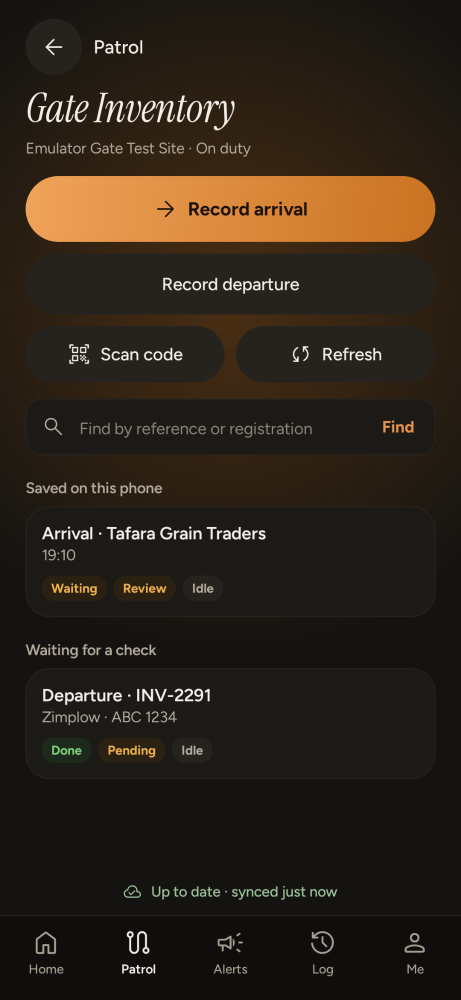 Patrol
Gate Inventory
Emulator Gate Test Site · On duty
Record arrival
Record departure
Scan code
Refresh
Find by reference or registration
Find
Saved on this phone
Arrival · Tafara Grain Traders
19:10
Waiting
Review
Idle
Waiting for a check
Departure · INV-2291
Zimplow · ABC 1234
Done
Pending
Idle
Up to date · synced just now
Home
Patrol
Alerts
Log
Me